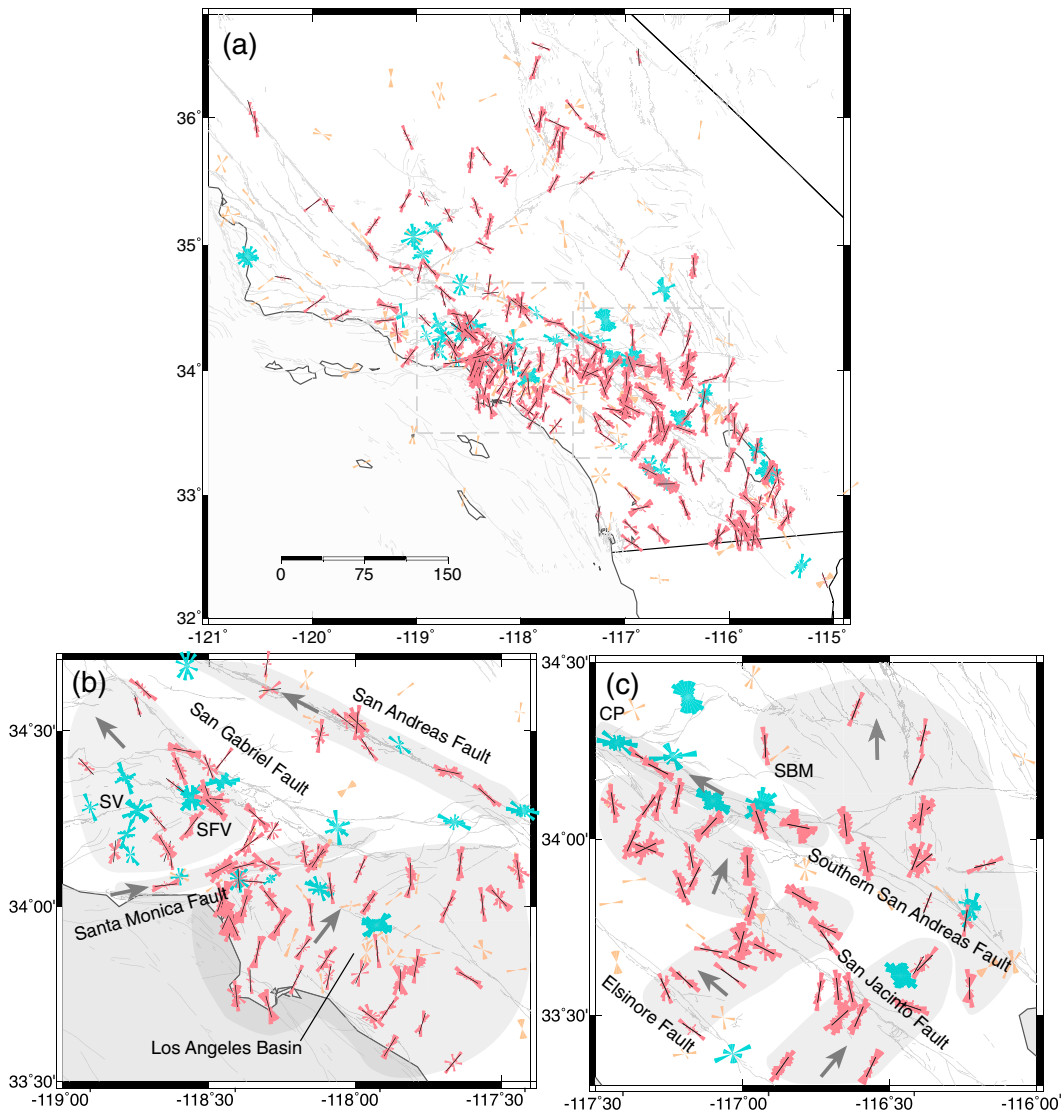 (a)
36°
35°
34°
33°
32°
0 75 150
-121° -120° -119° -118° -117° -116° -115°
(b)
34°30'
34°00'
33°30'
-119°00' -118°30' -118°00' -117°30'
San Andreas Fault
San Gabriel Fault
SV
SFV
Santa Monica Fault
Los Angeles Basin
(c)
34°30'
34°00'
33°30'
-117°30' -117°00' -116°30' -116°00'
CP
SBM
Southern San Andreas Fault
San Jacinto Fault
Elsinore Fault